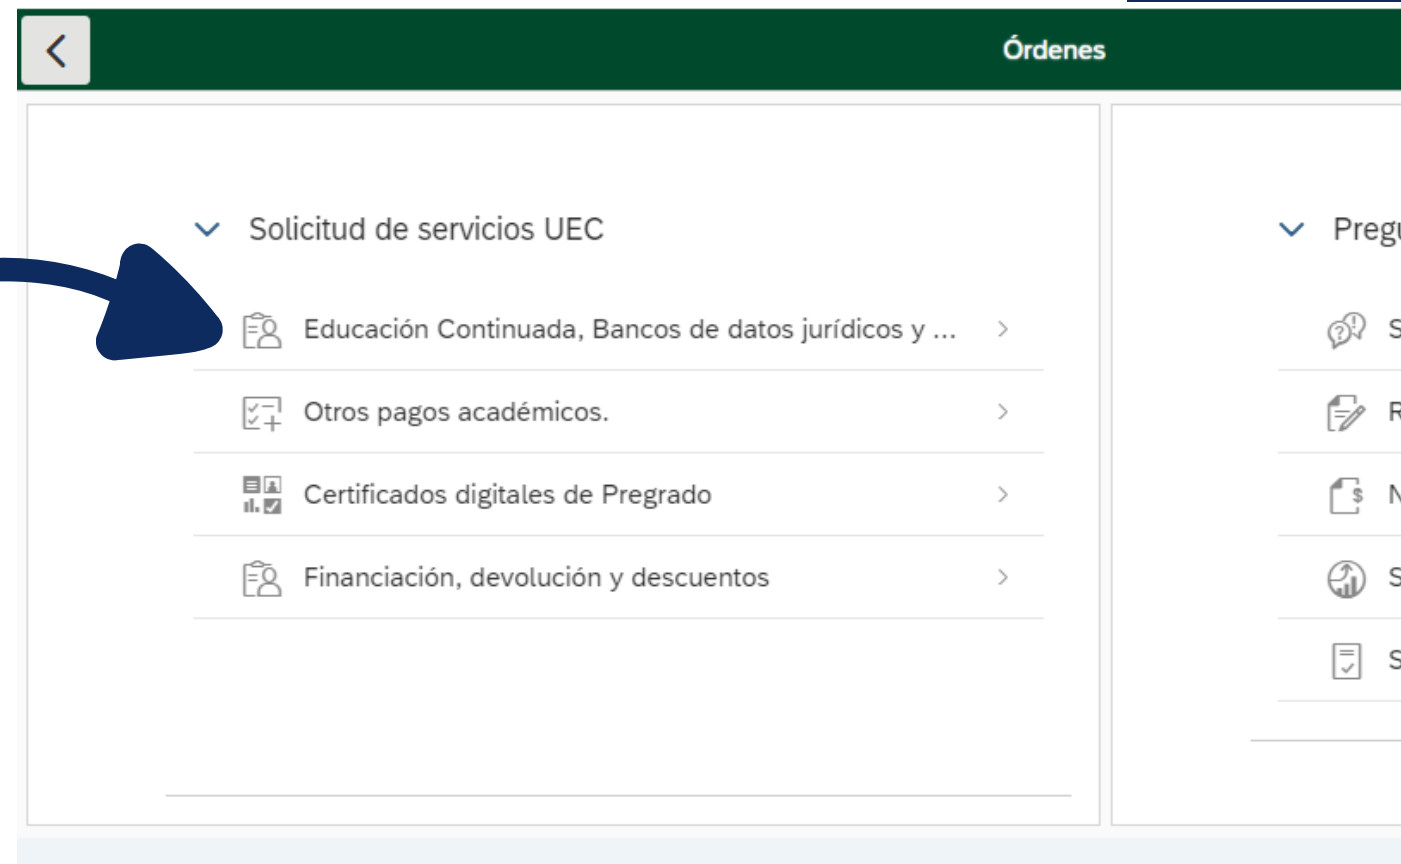 Órdenes
Solicitud de servicios UEC
Educación Continuada, Bancos de datos jurídicos y ...
Otros pagos académicos.
Certificados digitales de Pregrado
Financiación, devolución y descuentos